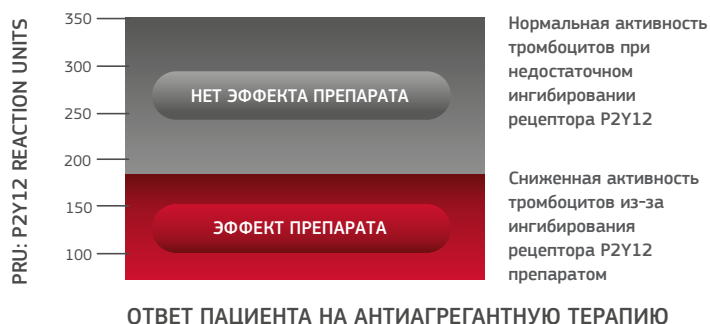 PRU: P2Y12 REACTION UNITS
350
300
250
200
150
100
НЕТ ЭФФЕКТА ПРЕПАРАТА
ЭФФЕКТ ПРЕПАРАТА
Нормальная активность
тромбоцитов при
недостаточном
ингибировании
рецептора P2Y12
Сниженная активность
тромбоцитов из-за
ингибирования
рецептора P2Y12
препаратом
ОТВЕТ ПАЦИЕНТА НА АНТИАГРЕГАНТНУЮ ТЕРАПИЮ